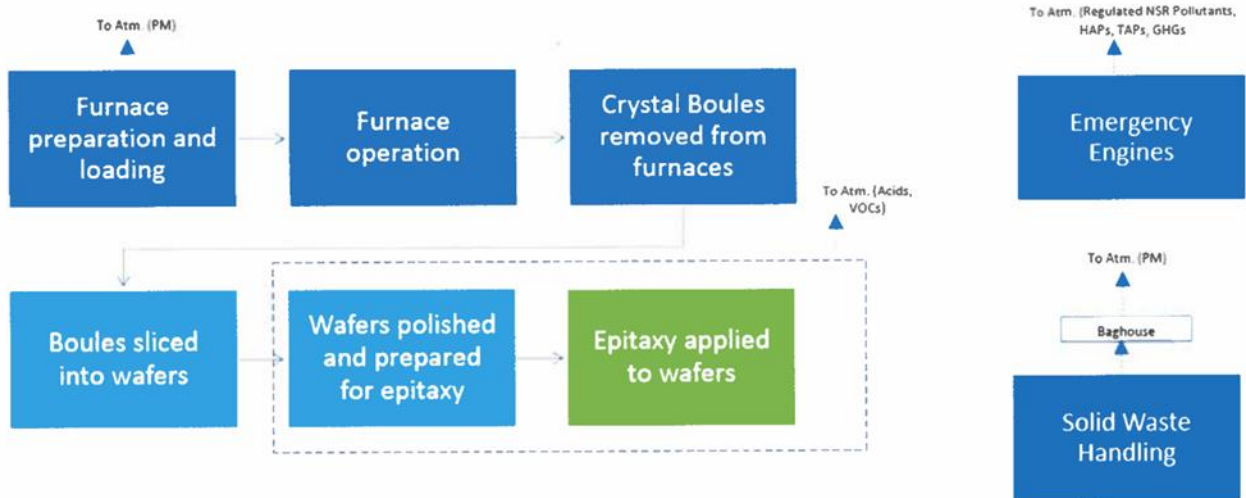 To Atm. (PM)
Furnace
preparation and
loading
Furnace
operation
Crystal Boules
removed from
furnaces
To Atm. (Acids,
VOCs)
Boules sliced
into wafers
Wafers polished
and prepared
for epitaxy
Epitaxy applied
to wafers
To Atm. (Regulated NSR Pollutants,
HAPs, TAPs, GHGs
Emergency
Engines
To Atm. (PM)
Baghouse
Solid Waste
Handling